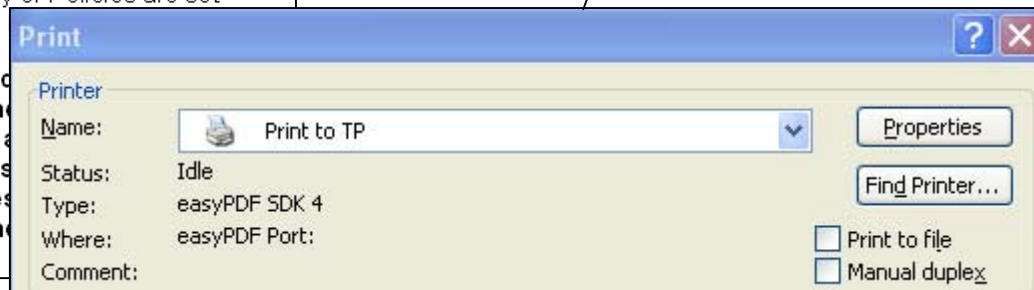 Print
Printer
Name: Print to TP Properties
Status: Idle Find Printer...
Type: easyPDF SDK 4
Where: easyPDF Port: Print to file
Comment: Manual duplex